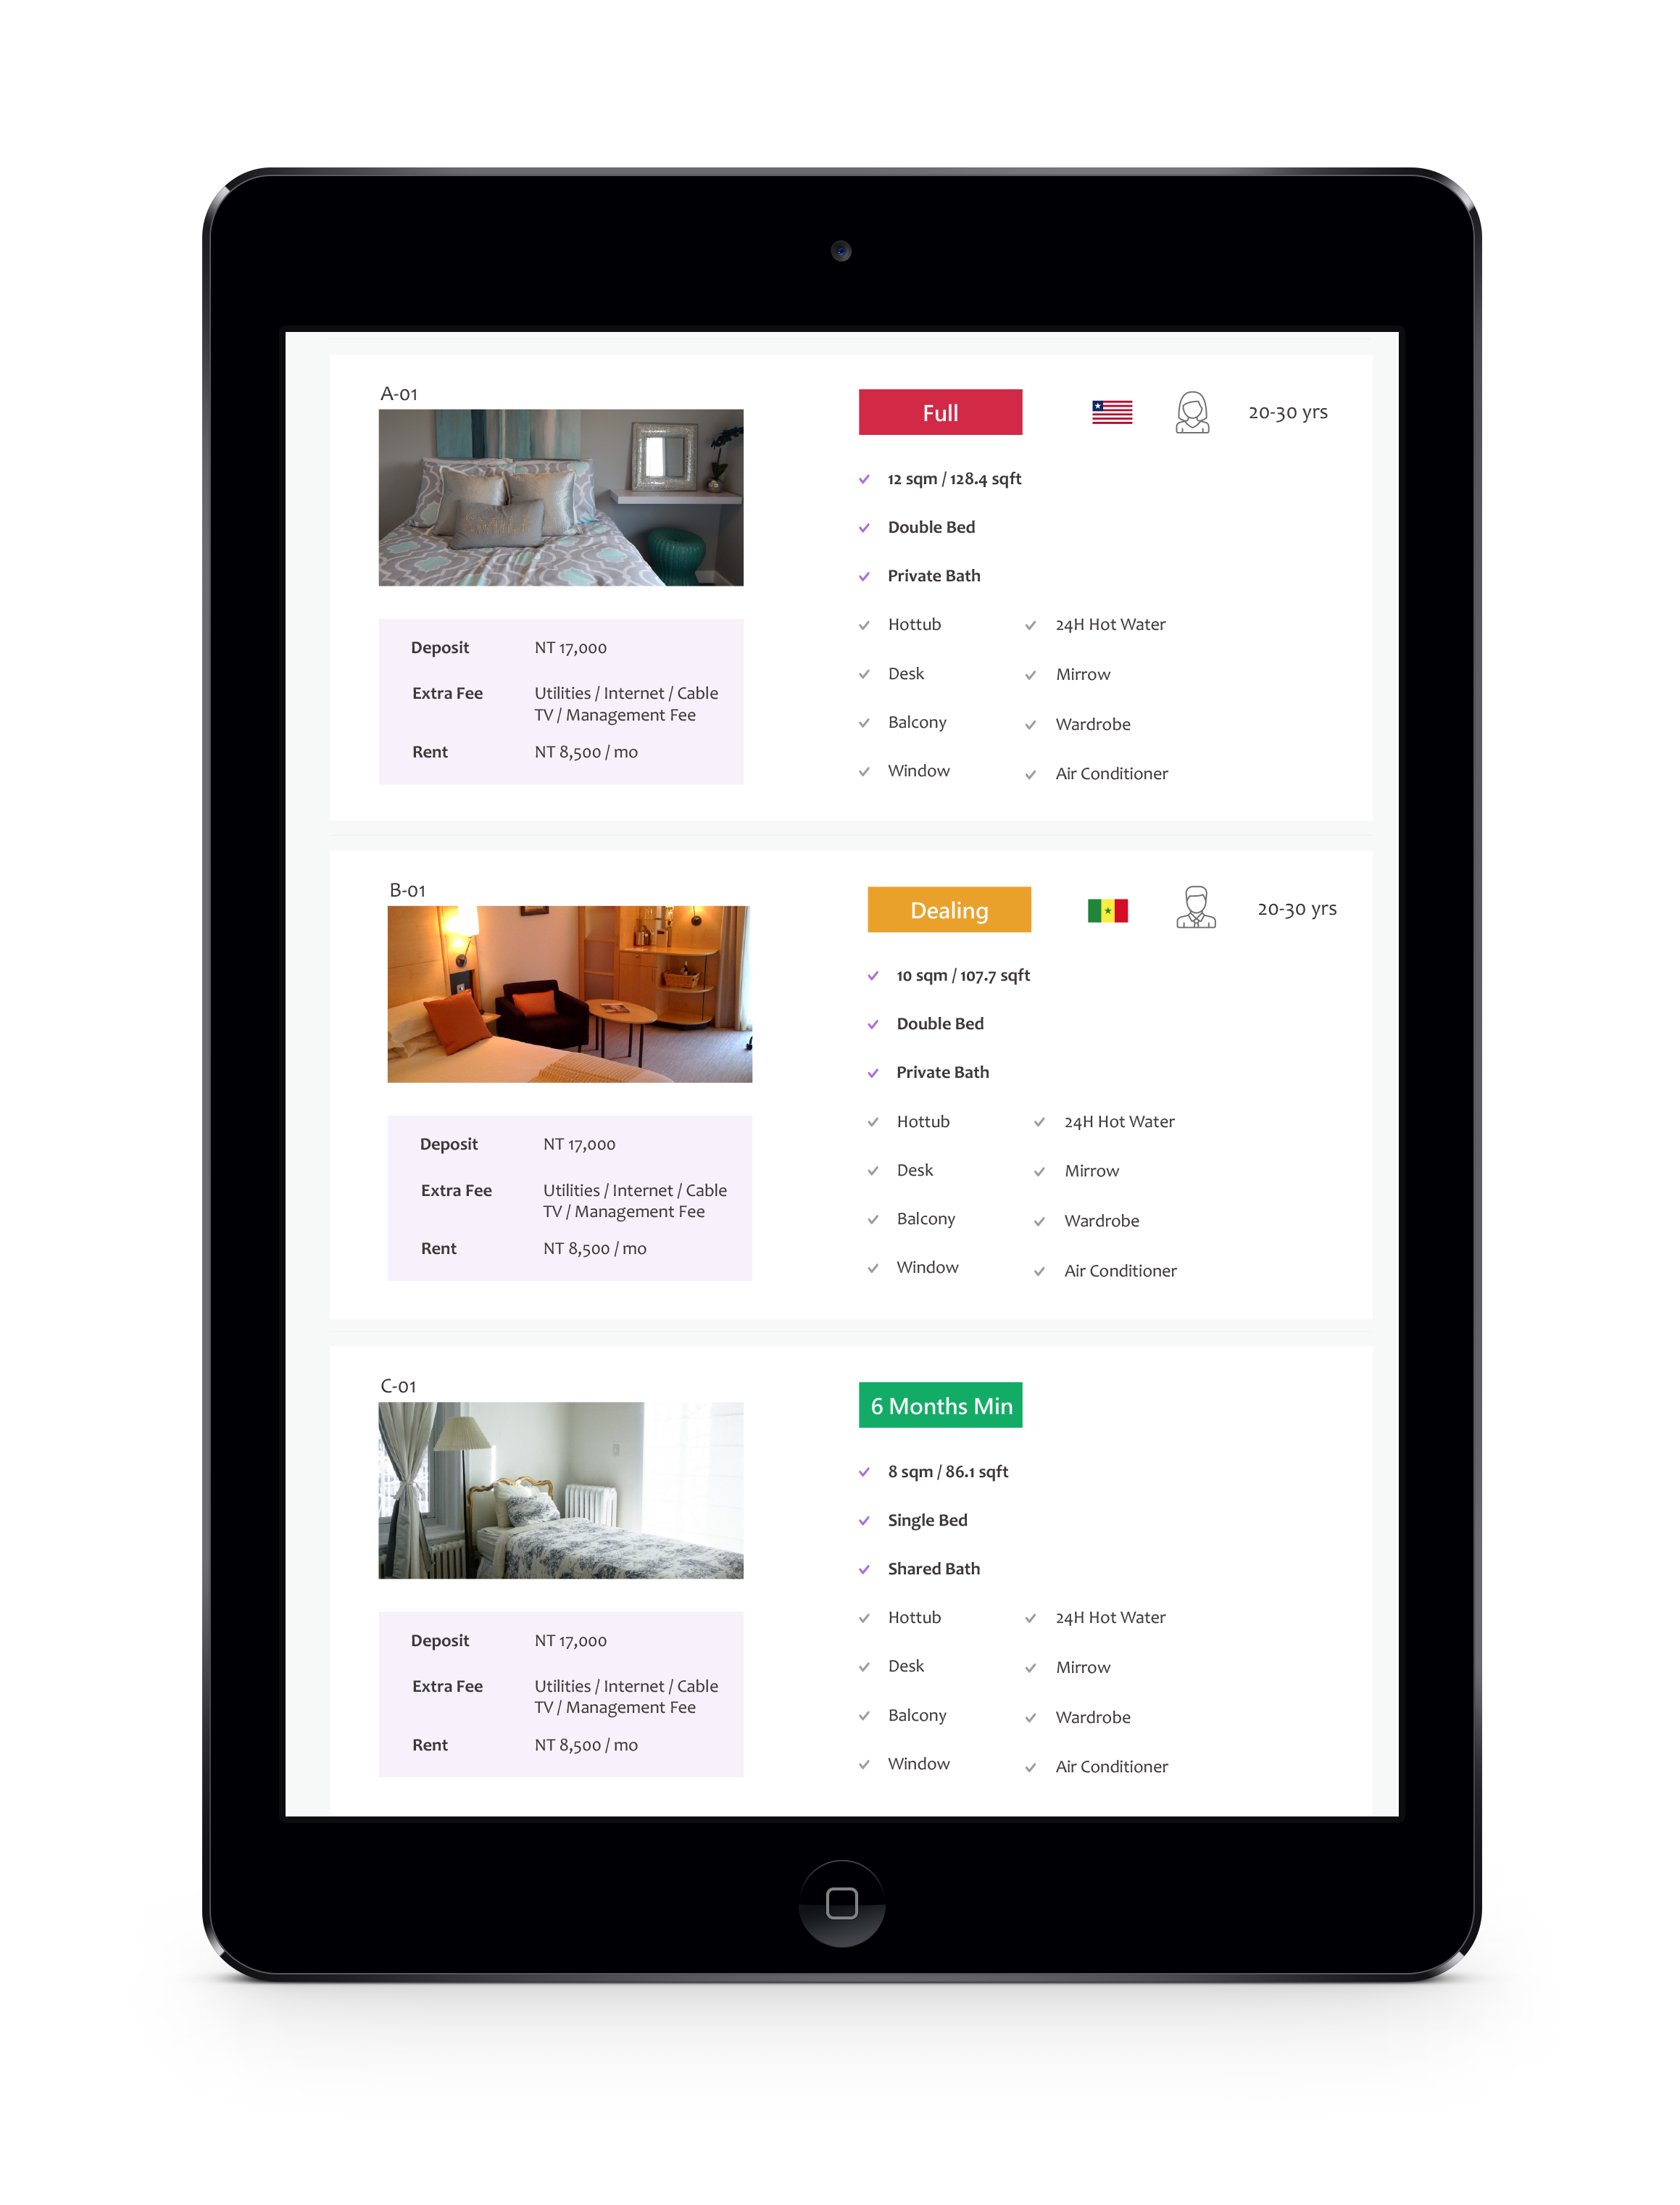 A-01
SMILE
Full
20-30 yrs
12 sqm / 128.4 sqft
Double Bed
Private Bath
Hottub
24H Hot Water
Desk
Mirrow
Balcony
Wardrobe
Window
Air Conditioner
Deposit NT 17,000
Extra Fee Utilities / Internet / Cable
TV / Management Fee
Rent NT 8,500 / mo
B-01
Dealing
20-30 yrs
10 sqm / 107.7 sqft
Double Bed
Private Bath
Hottub
24H Hot Water
Desk
Mirrow
Balcony
Wardrobe
Window
Air Conditioner
Deposit NT 17,000
Extra Fee Utilities / Internet / Cable
TV / Management Fee
Rent NT 8,500 / mo
C-01
6 Months Min
8 sqm / 86.1 sqft
Single Bed
Shared Bath
Hottub
24H Hot Water
Desk
Mirrow
Balcony
Wardrobe
Window
Air Conditioner
Deposit NT 17,000
Extra Fee Utilities / Internet / Cable
TV / Management Fee
Rent NT 8,500 / mo